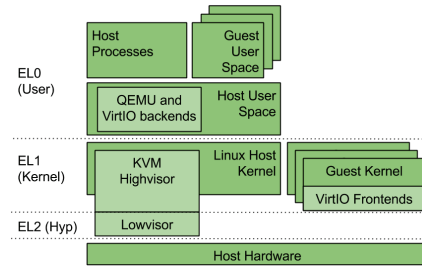 Host
Processes
Guest
User
Space
EL0
(User)
QEMU and
VirtIO backends
Host User
Space
EL1
(Kernel)
KVM
Highvisor
Linux Host
Kernel
Guest Kernel
VirtIO Frontends
EL2 (Hyp)
Lowvisor
Host Hardware